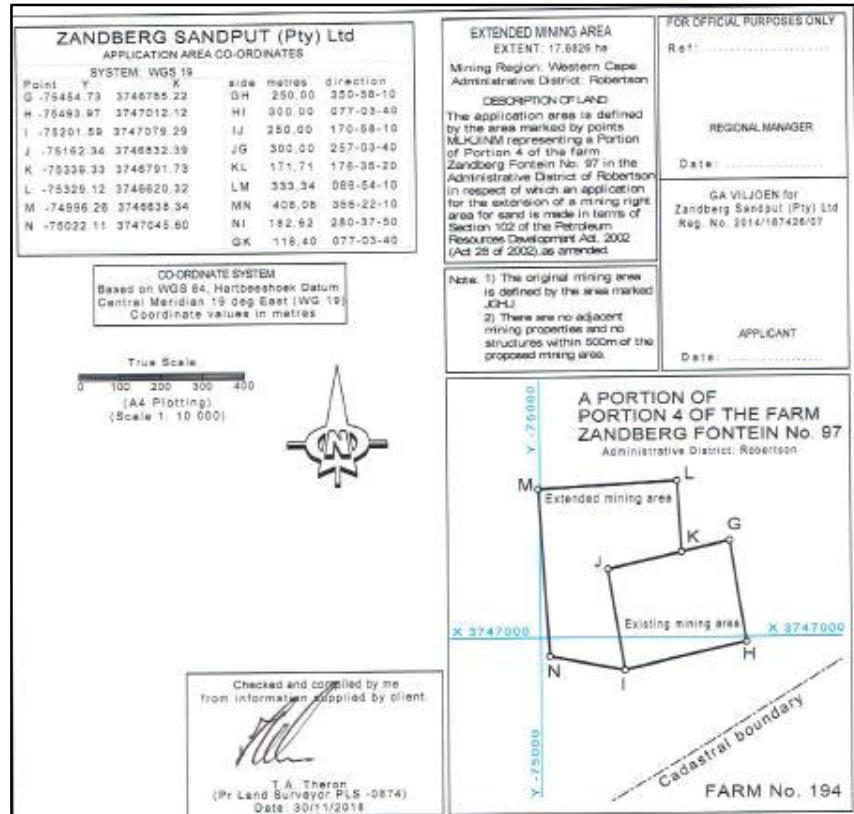 ZANDBERG SANDPUT (Pty) Ltd
APPLICATION AREA CO-ORDINATES
SYSTEM: WGS 19
Point Y X side metres direction
G -75454.73 3746765.22 GH 250.00 350-58-10
H -75493.97 3747012.12 HI 300.00 077-03-40
I -75201.59 3747079.29 IJ 250.00 170-58-10
J -75162.34 3746832.39 JG 300.00 257-03-40
K -75339.33 3746791.73 KL 171.71 176-35-20
L -75329.12 3746620.32 LM 333.34 086-54-10
M -74996.26 3746638.34 MN 408.08 356-22-10
N -75022.11 3747045.60 NI 182.62 280-37-50
GK 118.40 077-03-40
CO-ORDINATE SYSTEM
Based on WGS 84, Hartbeeshoek Datum
Central Meridian 19 deg East (WG 19)
Coordinate values in metres
True Scale
0 100 200 300 400
(A4 Plotting)
(Scale 1: 10 000)
N
EXTENDED MINING AREA
EXTENT: 17.6826 ha
Mining Region: Western Cape
Administrative District: Robertson
DESCRIPTION OF LAND
The application area is defined
by the area marked by points
MLKJINM representing a Portion
of Portion 4 of the farm
Zandberg Fontein No. 97 in the
Administrative District of Robertson
in respect of which an application
for the extension of a mining right
area for sand is made in terms of
Section 102 of the Petroleum
Resources Development Act, 2002
(Act 28 of 2002) as amended.
Note: 1) The original mining area
is defined by the area marked
JGHIJ
2) There are no adjacent
mining properties and no
structures within 500m of the
proposed mining area.
FOR OFFICIAL PURPOSES ONLY
Ref:
REGIONAL MANAGER
Date:
GA VILJOEN for
Zandberg Sandput (Pty) Ltd
Reg. No. 2014/187426/07
APPLICANT
Date:
A PORTION OF
PORTION 4 OF THE FARM
ZANDBERG FONTEIN No. 97
Administrative District: Robertson
Y -75000
M
L
Extended mining area
G
K
J
Existing mining area
X 3747000
X 3747000
H
N
I
Y -75000
Cadastral boundary
FARM No. 194
Checked and compiled by me
from information supplied by client.
T.A. Theron
(Pr Land Surveyor PLS -0874)
Date: 30/11/2018